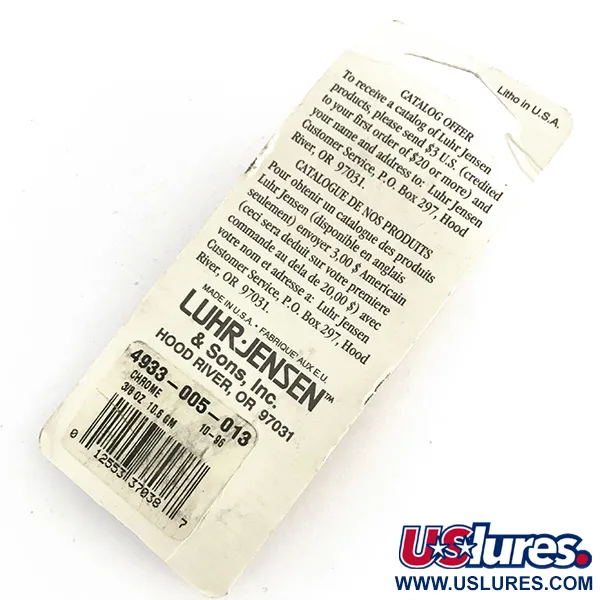 Litho in U.S.A.
CATALOG OFFER
To receive a catalog of Luhr Jensen
products, please send $3 U.S. (credited
to your first order of $20 or more) and
your name and address to: Luhr Jensen
Customer Service, P.O. Box 297, Hood
River, OR 97031.
CATALOGUE DE NOS PRODUITS
Pour obtenir un catalogue des produits
Luhr Jensen (disponible en anglais
seulement) envoyer 3,00 $ Americain
(ceci sera deduit sur votre premiere
commande au dela de 20,00 $) avec
votre nom et adresse a: Luhr Jensen
Customer Service, P.O. Box 297, Hood
River, OR 97031.
MADE IN U.S.A. • FABRIQUE' AUX E.U.
LUHR-JENSEN™
& Sons, Inc.
HOOD RIVER, OR 97031
4933-005-013
CHROME 10-96
3/8 OZ. 10.6 GM
0 12553 37038 7
USlures.
WWW.USLURES.COM